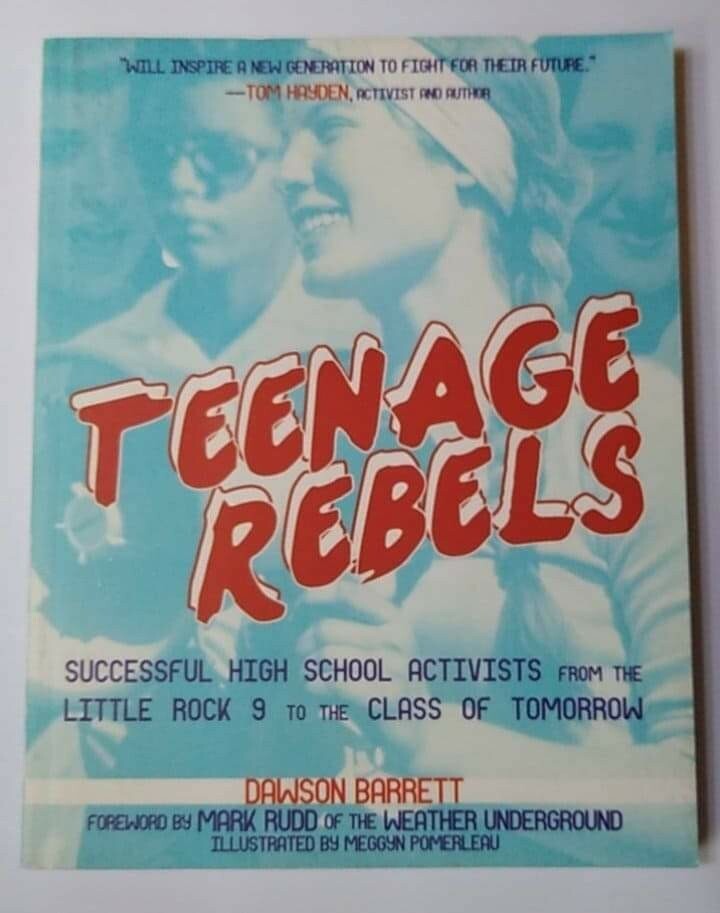 "WILL INSPIRE A NEW GENERATION TO FIGHT FOR THEIR FUTURE."
—TOM HAYDEN, ACTIVIST AND AUTHOR
TEENAGE
REBELS
SUCCESSFUL HIGH SCHOOL ACTIVISTS FROM THE
LITTLE ROCK 9 TO THE CLASS OF TOMORROW
DAWSON BARRETT
FOREWORD BY MARK RUDD OF THE WEATHER UNDERGROUND
ILLUSTRATED BY MEGGYN POMERLEAU